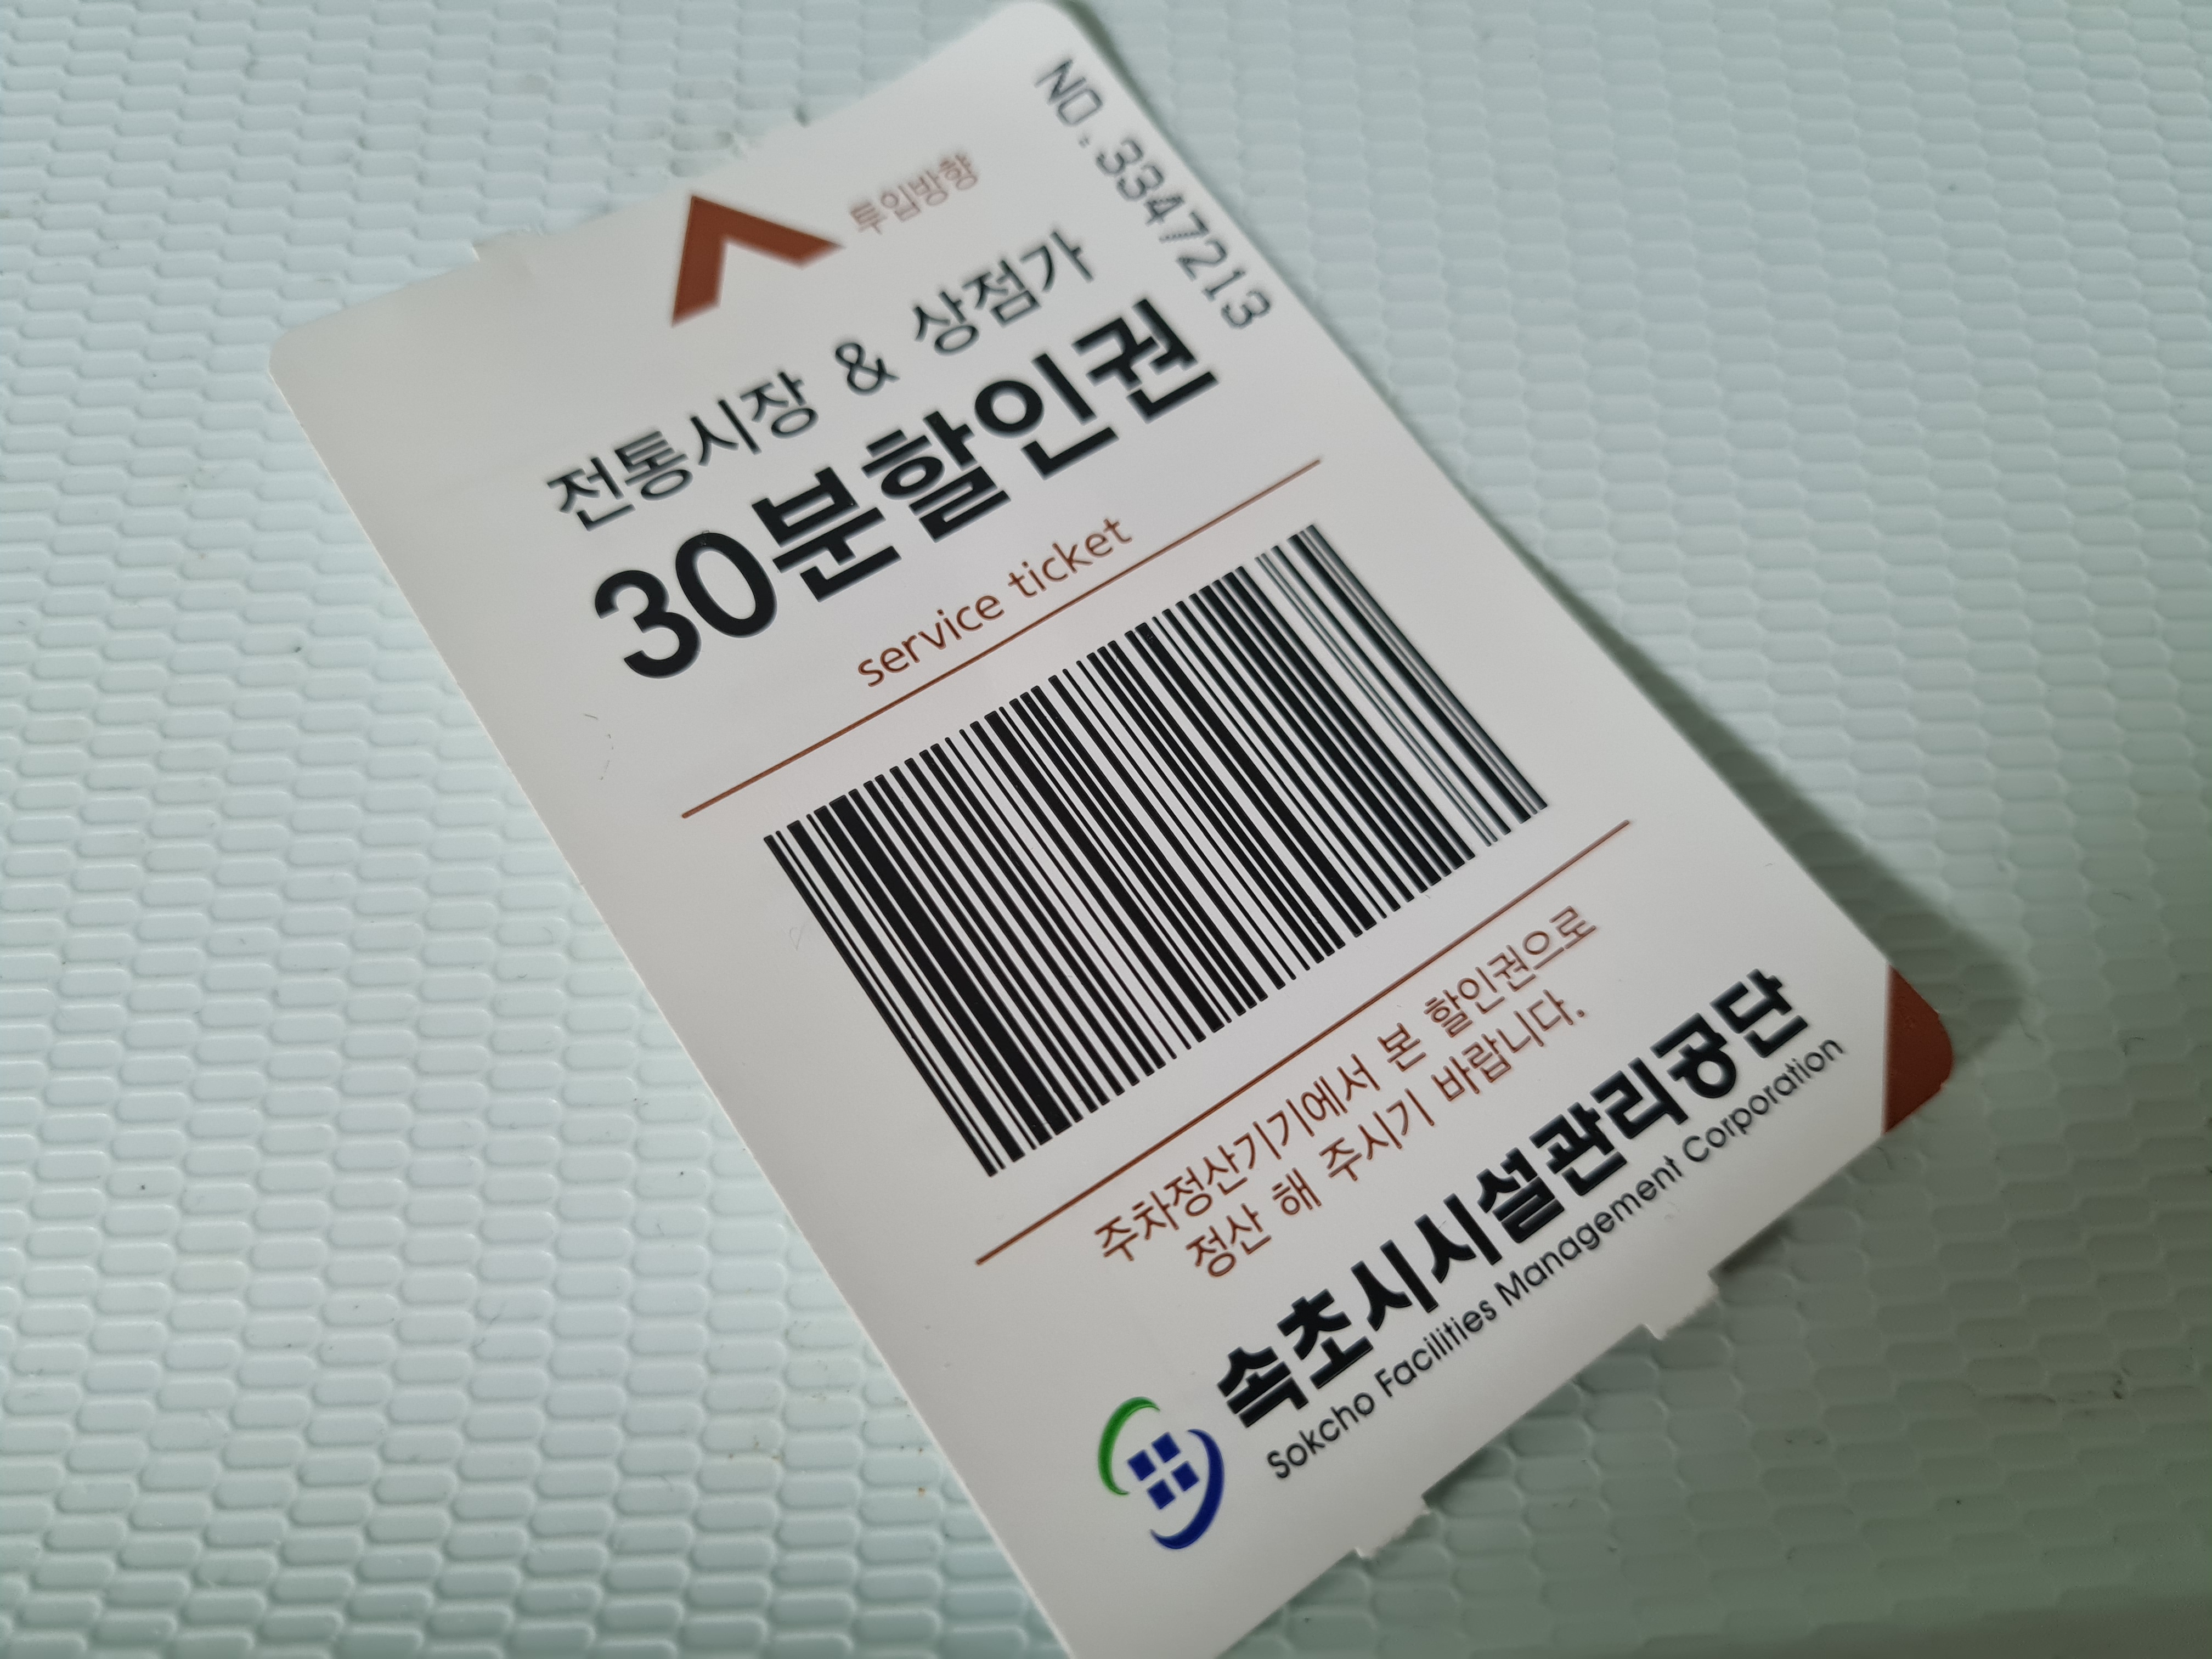 NO.3347213
투입방향
전통시장 & 상점가
30분할인권
service ticket
주차정산기기에서 본 할인권으로
정산 해 주시기 바랍니다.
속초시시설관리공단
Sokcho Facilities Management Corporation